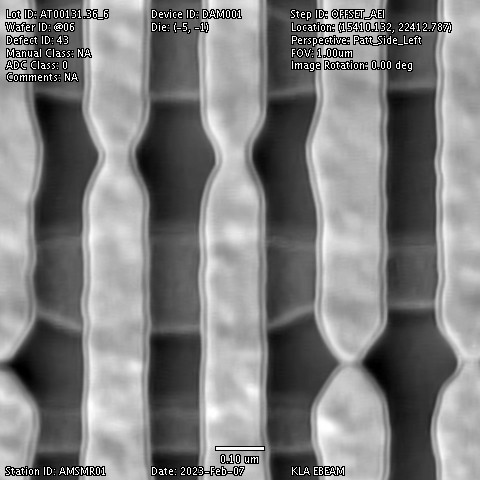 Lot ID: AT00131.36_6
Wafer ID: @06
Defect ID: 43
Manual Class: NA
ADC Class: 0
Comments: NA
Device ID: DAM001
Die: (-5, -1)
Step ID: OFFSET_AEI
Location: (15410.132, 22412.787)
Perspective: Patt_Side_Left
FOV: 1.00um
Image Rotation: 0.00 deg
0.10 um
Station ID: AMSMR01
Date: 2023-Feb-07
KLA EBEAM